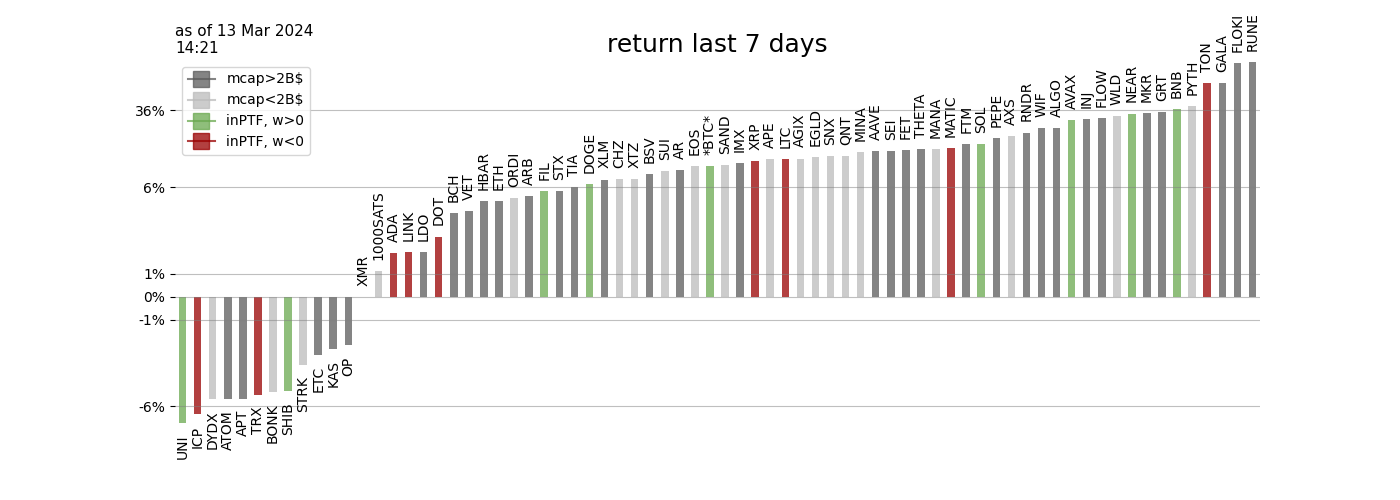 as of 13 Mar 2024
14:21
return last 7 days
mcap>2B$
mcap<2B$
inPTF, w>0
inPTF, w<0
36%
6%
1%
0%
-1%
-6%
UNI
ICP
DYDX
ATOM
APT
TRX
BONK
SHIB
STRK
ETC
KAS
OP
XMR
1000SATS
ADA
LINK
LDO
DOT
BCH
VET
HBAR
ETH
ORDI
ARB
FIL
STX
TIA
DOGE
XLM
CHZ
XTZ
BSV
SUI
AR
EOS
*BTC*
SAND
IMX
XRP
APE
LTC
AGIX
EGLD
SNX
QNT
MINA
AAVE
SEI
FET
THETA
MANA
MATIC
FTM
SOL
PEPE
AXS
RNDR
WIF
ALGO
AVAX
INJ
FLOW
WLD
NEAR
MKR
GRT
BNB
PYTH
TON
GALA
FLOKI
RUNE